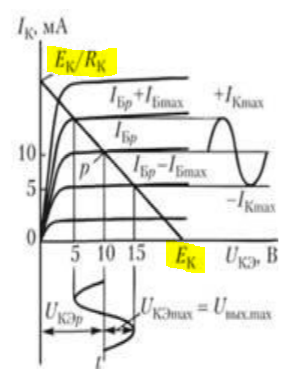 I_К, мА
E_К/R_К
I_Бр+I_Бmax
+I_Кmax
I_Бр
10
p
I_Бр−I_Бmax
5
−I_Кmax
0
5 10 15 E_К U_КЭ, В
U_КЭр
U_КЭmax = U_вых.max
t